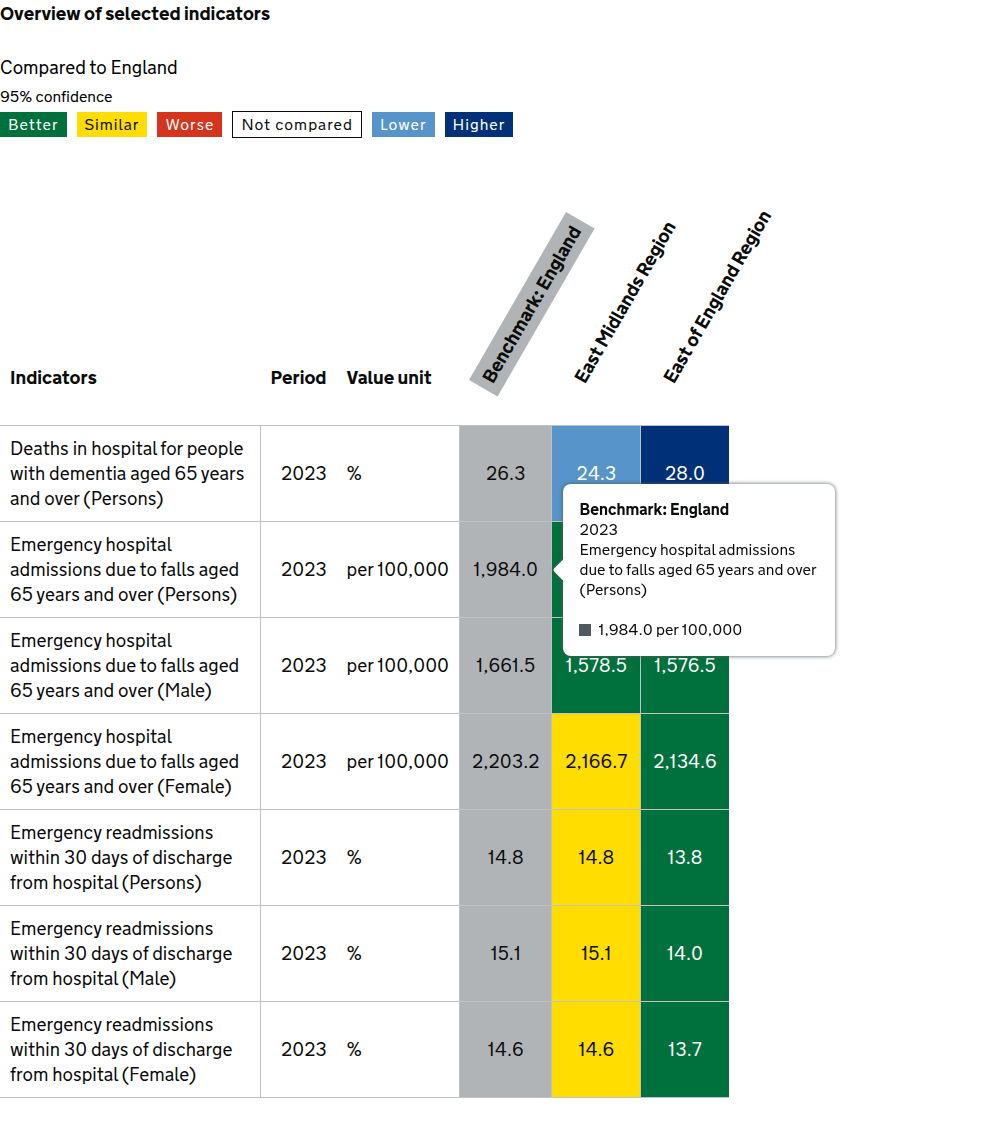 Overview of selected indicators
Compared to England
95% confidence
Better Similar Worse Not compared Lower Higher
Indicators Period Value unit Benchmark: England East Midlands Region East of England Region
Deaths in hospital for people
with dementia aged 65 years
and over (Persons)
2023 % 26.3 24.3 28.0
Emergency hospital
admissions due to falls aged
65 years and over (Persons)
2023 per 100,000 1,984.0
Benchmark: England
2023
Emergency hospital admissions
due to falls aged 65 years and over
(Persons)
1,984.0 per 100,000
Emergency hospital
admissions due to falls aged
65 years and over (Male)
2023 per 100,000 1,661.5 1,578.5 1,576.5
Emergency hospital
admissions due to falls aged
65 years and over (Female)
2023 per 100,000 2,203.2 2,166.7 2,134.6
Emergency readmissions
within 30 days of discharge
from hospital (Persons)
2023 % 14.8 14.8 13.8
Emergency readmissions
within 30 days of discharge
from hospital (Male)
2023 % 15.1 15.1 14.0
Emergency readmissions
within 30 days of discharge
from hospital (Female)
2023 % 14.6 14.6 13.7